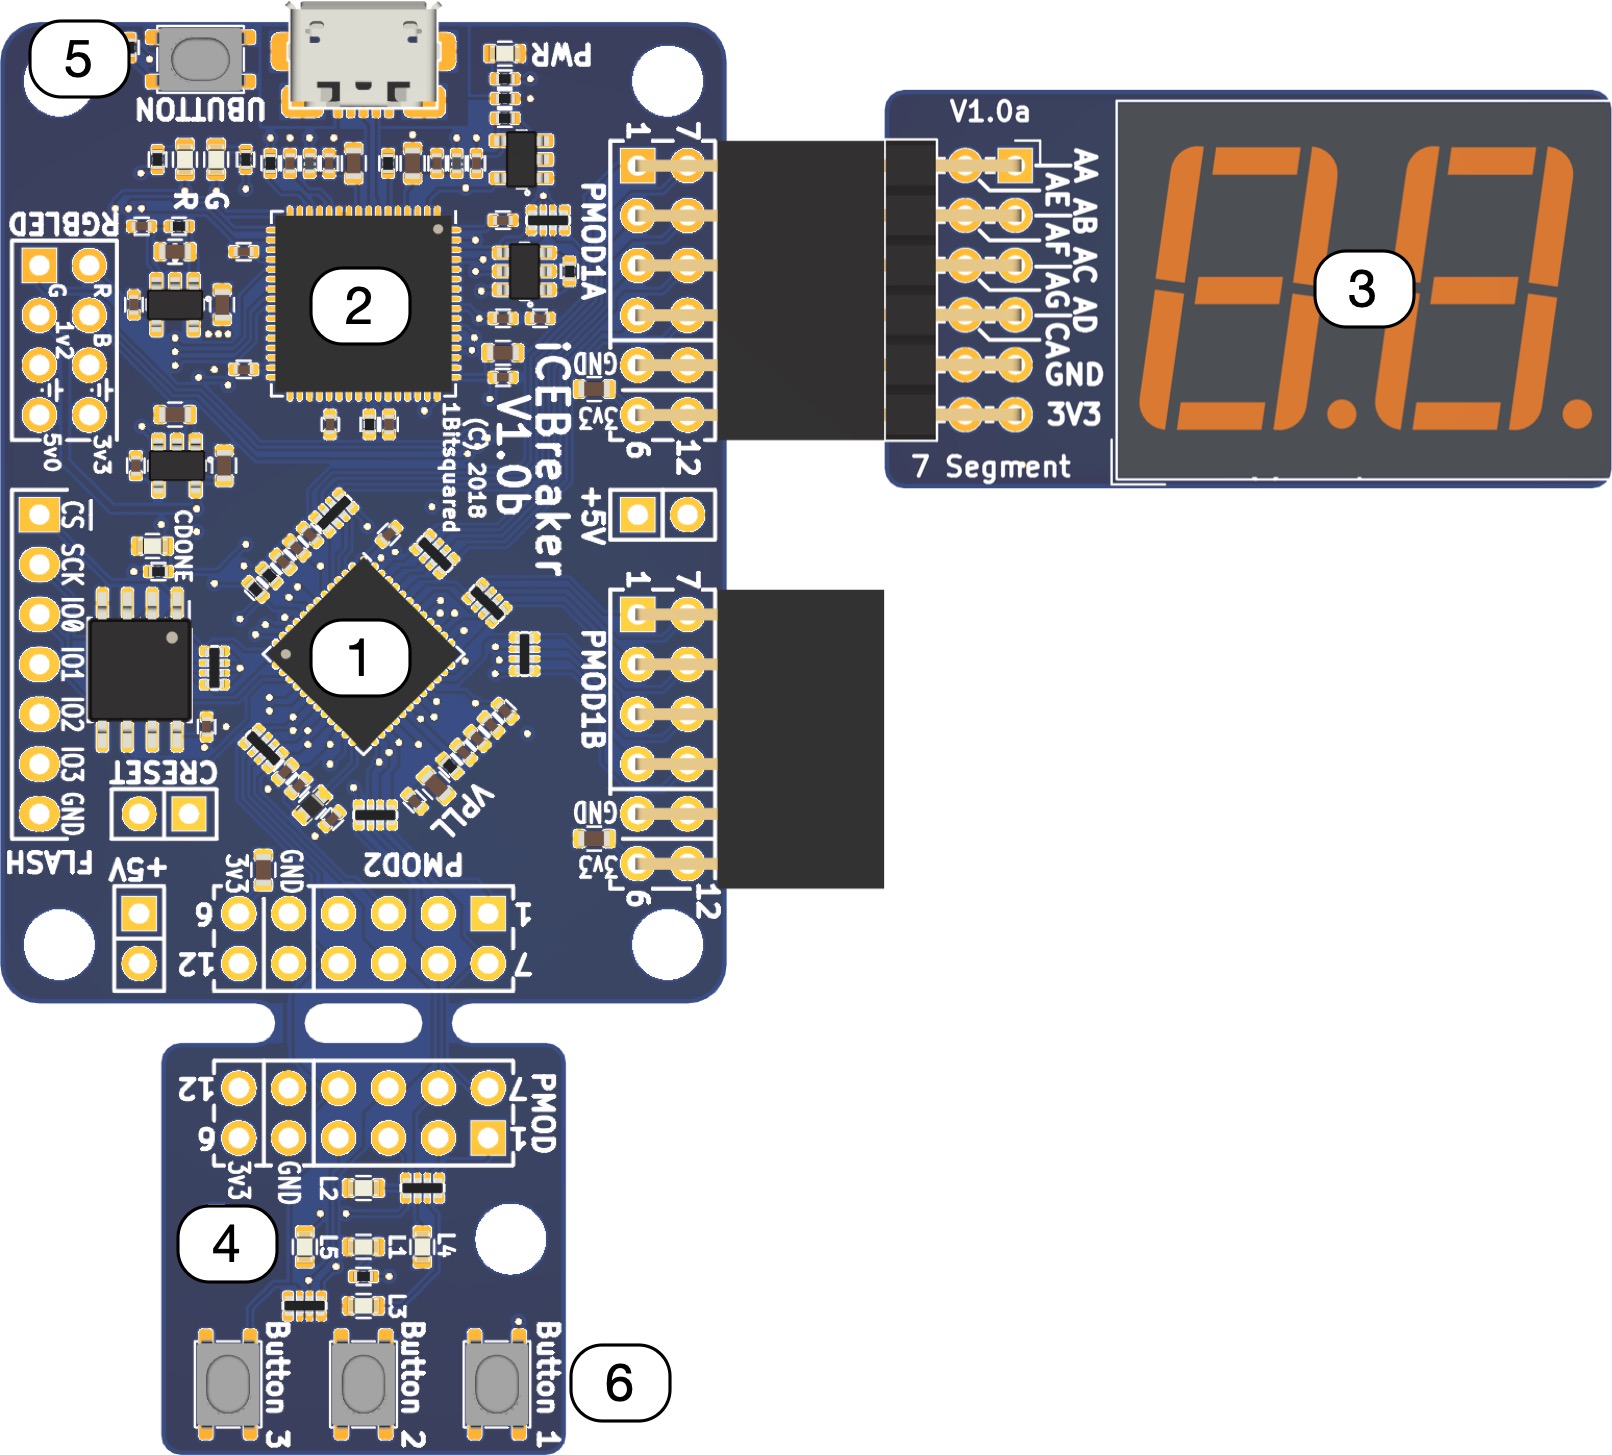 5
UBUTTON
PWR
R
G
RGBLED
G
R
1v2
B
5v0
3v3
2
1 7
PMOD1A
GND
3v3
6 12
iCEBreaker
V1.0b
(C) 2018
1Bitsquared
+5V
V1.0a
AA
AE
AB
AF
AC
AG
AD
CA
GND
3V3
7 Segment
3
CS
SCK
IO0
IO1
IO2
IO3
GND
FLASH
CDONE
CRESET
1
VPLL
1 7
PMOD1B
GND
3v3
6 12
+5V
3v3
GND
PMOD2
6 1
12 7
12 7
6 1
PMOD
3v3
GND
L2
4
L5
L1
L4
L3
Button 3
Button 2
Button 1
6